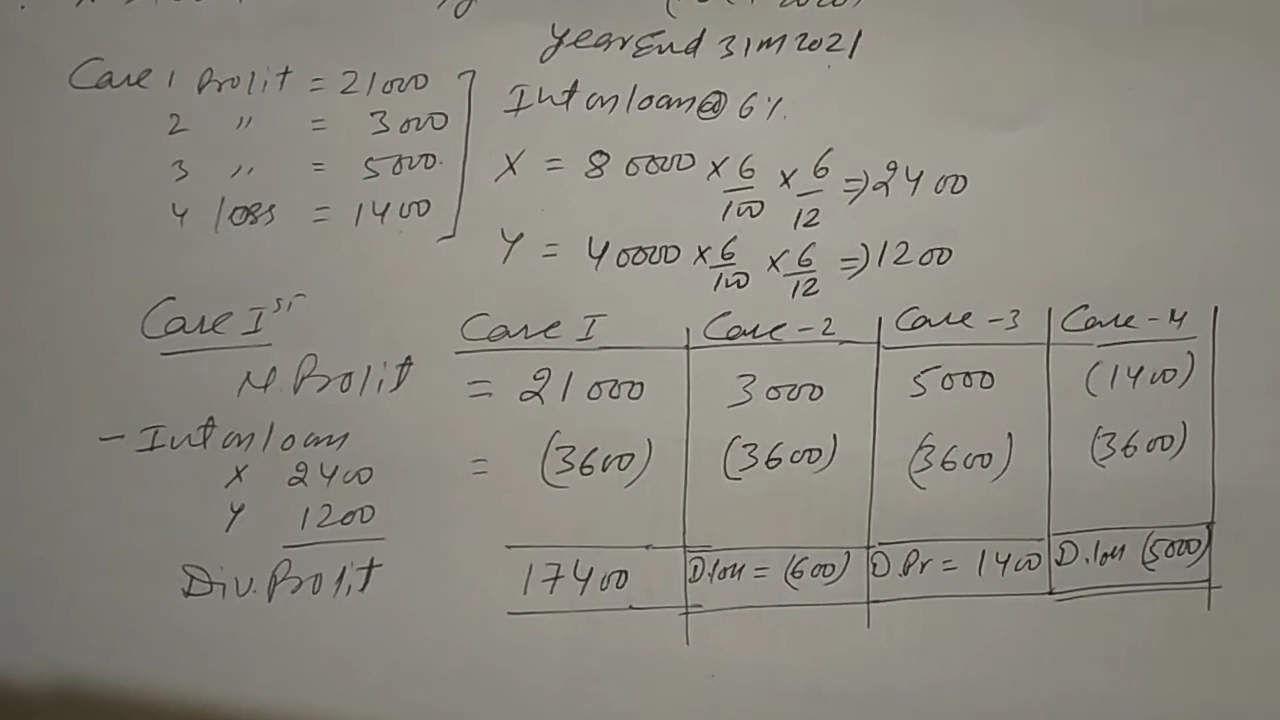 year End 31M 2021
Case 1 Profit = 21000
2 " = 3000
3 " = 5000
4 loss = 1400
Int on loan @ 6%
X = 80000 × 6/100 × 6/12 => 2400
Y = 40000 × 6/100 × 6/12 => 1200
Case Ist
Case I Case-2 Case-3 Case-4
N. Profit = 21000 3000 5000 (1400)
- Int on loan = (3600) (3600) (3600) (3600)
X 2400
Y 1200
Div. Profit 17400 D loss = (600) D. Pr = 1400 D. loss (5000)